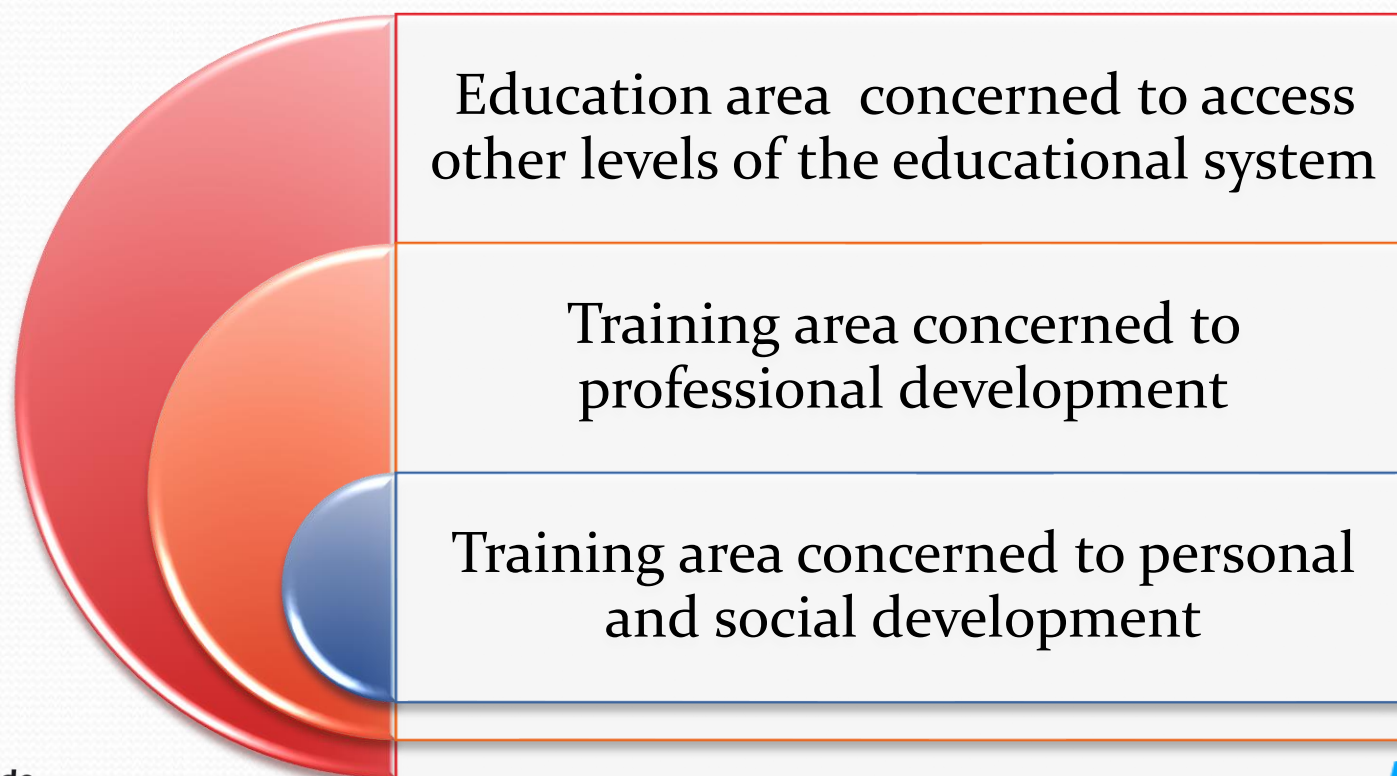 Education area concerned to access
other levels of the educational system
Training area concerned to
professional development
Training area concerned to personal
and social development